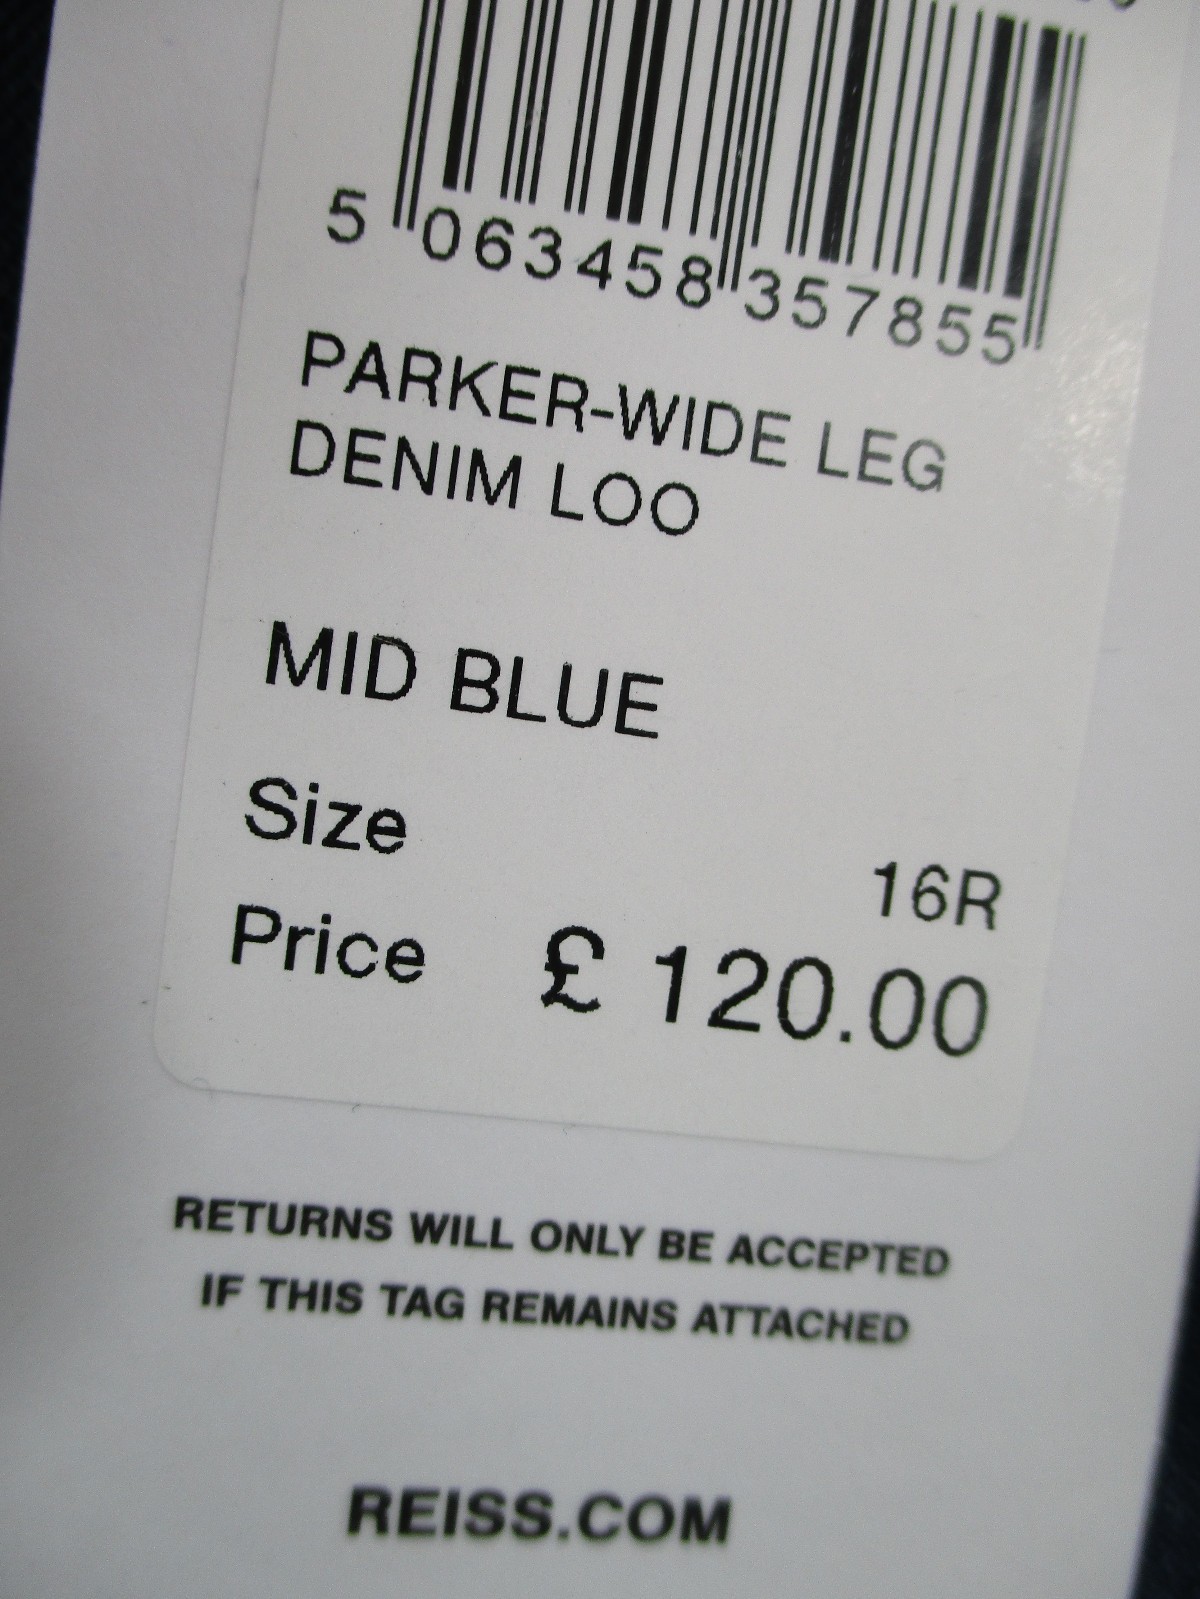 5 063458 357855
PARKER-WIDE LEG
DENIM LOO
MID BLUE
Size
16R
Price £ 120.00
RETURNS WILL ONLY BE ACCEPTED
IF THIS TAG REMAINS ATTACHED
REISS.COM